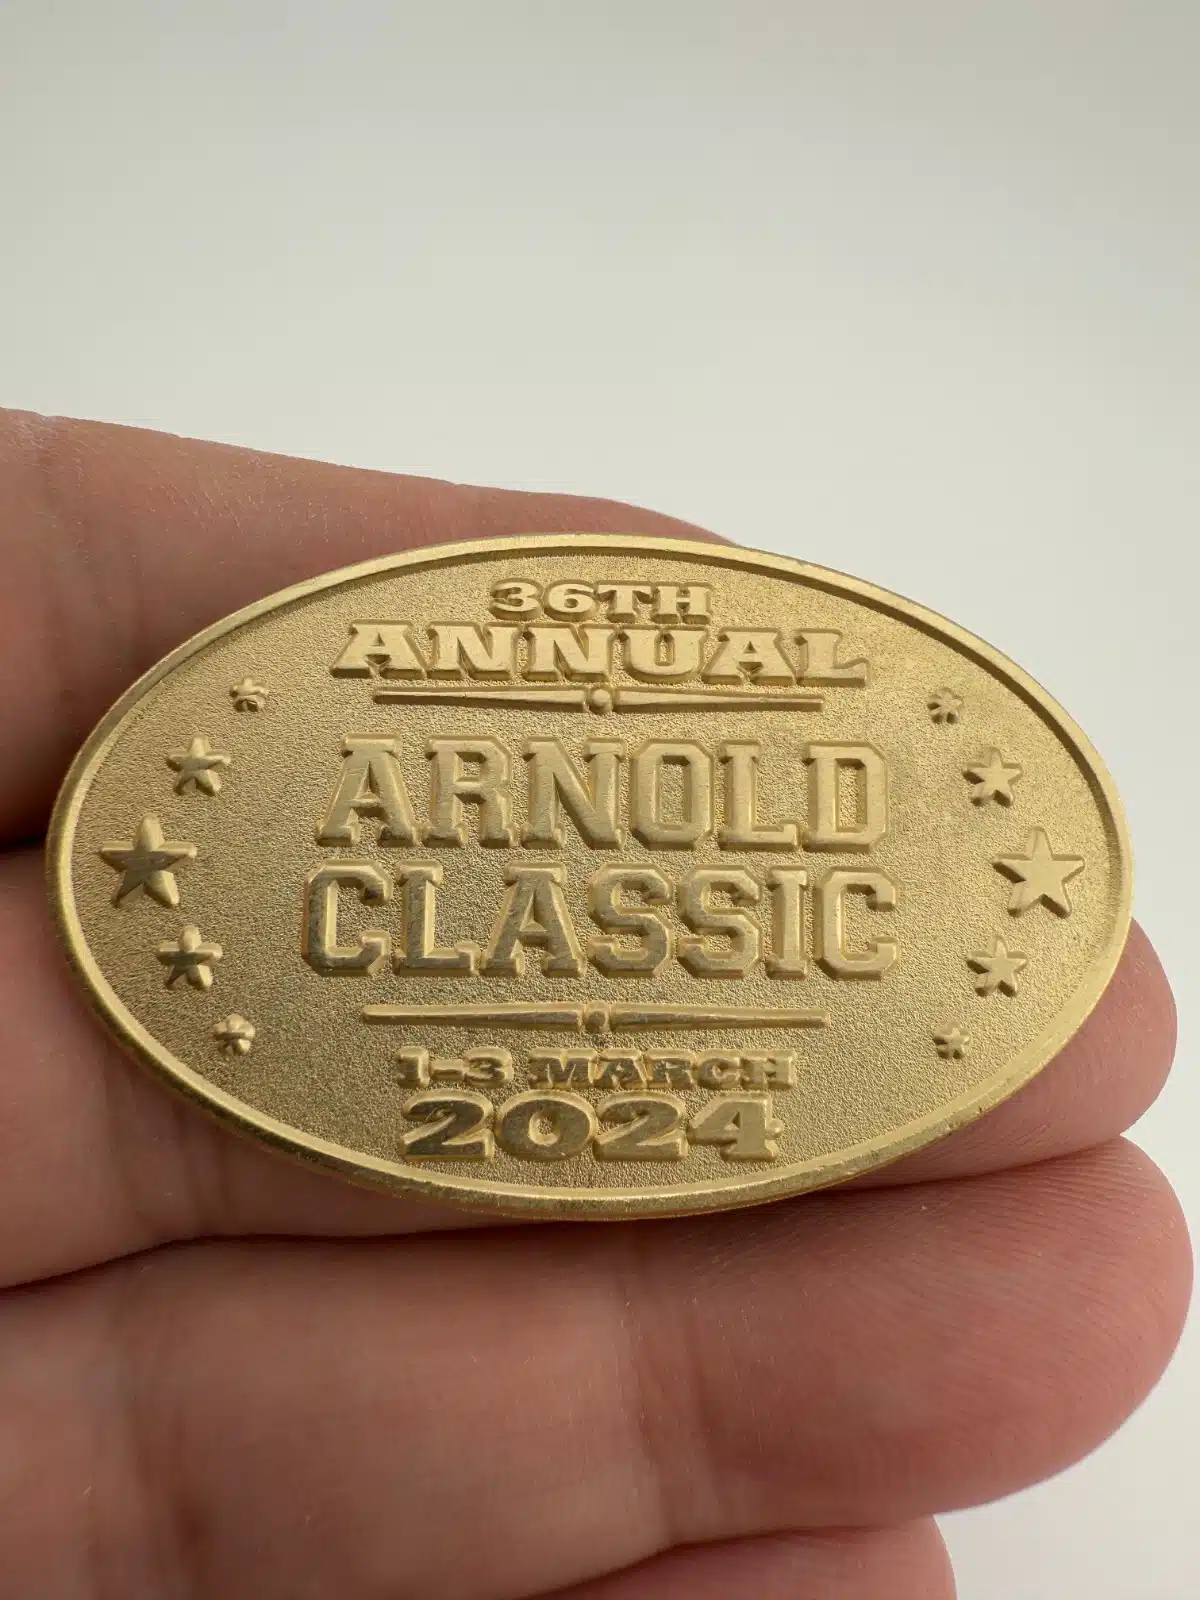 36TH
ANNUAL
ARNOLD
CLASSIC
1-3 MARCH
2024